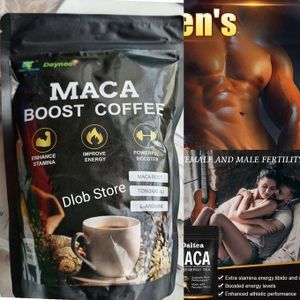 Daynee
MACA
BOOST COFFEE
ENHANCE
STAMINA
IMPROVE
ENERGY
POWERFUL
BOOSTER
MACA ROOT
TONGKAT ALI
L-ARGININE
Dlob Store
en's
FEMALE AND MALE FERTILITY
Daitea
MACA
Extra stamina energy, libido and
Boosted energy levels
Enhanced athletic performance